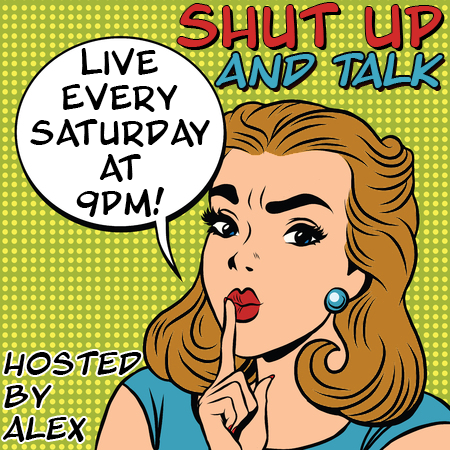 SHUT UP
AND TALK
LIVE
EVERY
SATURDAY
AT
9PM!
HOSTED
BY
ALEX